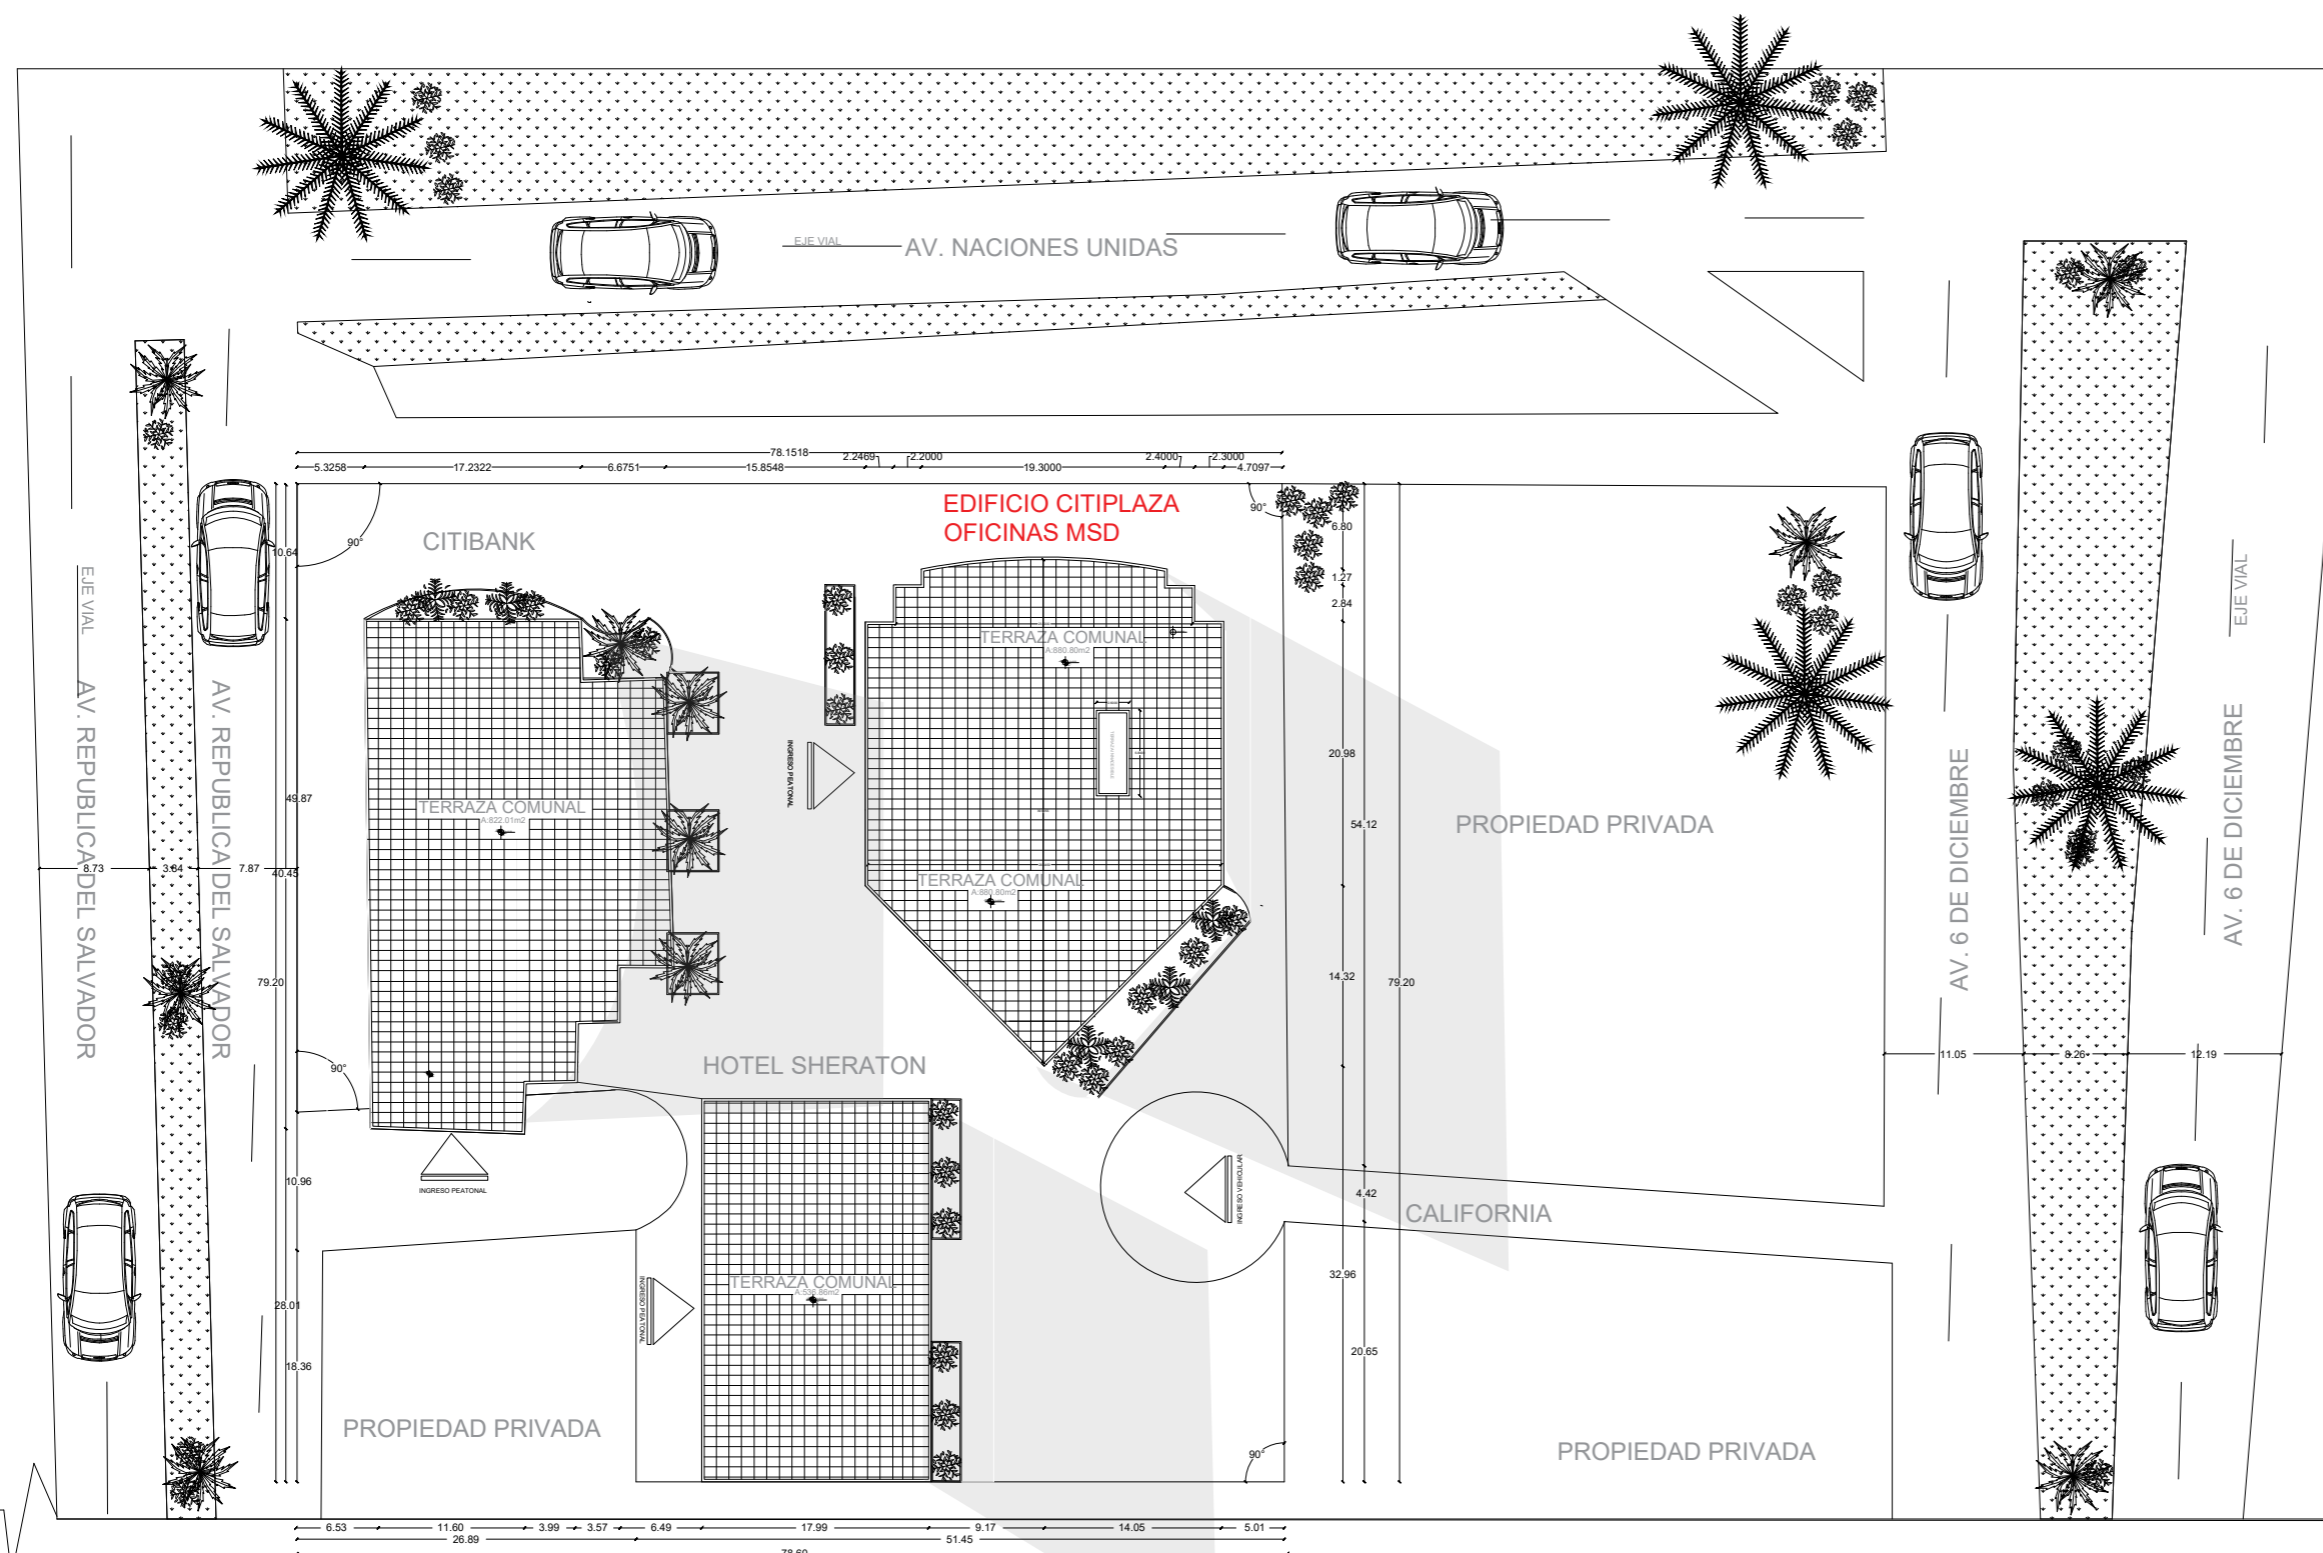 EJE VIAL
AV. NACIONES UNIDAS
78.1518
5.3258
17.2322
6.6751
15.8548
2.2469
2.2000
19.3000
2.4000
2.3000
4.7097
EDIFICIO CITIPLAZA
OFICINAS MSD
CITIBANK
90°
90°
6.80
1.27
2.84
10.64
EJE VIAL
EJE VIAL
TERRAZA COMUNAL
A:880.80m2
AV. REPUBLICA DEL SALVADOR
AV. REPUBLICA DEL SALVADOR
INGRESO PEATONAL
20.98
49.87
TERRAZA COMUNAL
A:822.01m2
54.12
PROPIEDAD PRIVADA
AV. 6 DE DICIEMBRE
AV. 6 DE DICIEMBRE
8.73
3.84
7.87
40.45
TERRAZA COMUNAL
A:880.80m2
79.20
14.32
79.20
HOTEL SHERATON
90°
11.05
8.26
12.19
10.96
INGRESO PEATONAL
INGRESO VEHICULAR
4.42
CALIFORNIA
32.96
TERRAZA COMUNAL
A:536.86m2
INGRESO PEATONAL
28.01
18.36
20.65
PROPIEDAD PRIVADA
90°
PROPIEDAD PRIVADA
6.53
11.60
3.99
3.57
6.49
17.99
9.17
14.05
5.01
26.89
51.45
78.60